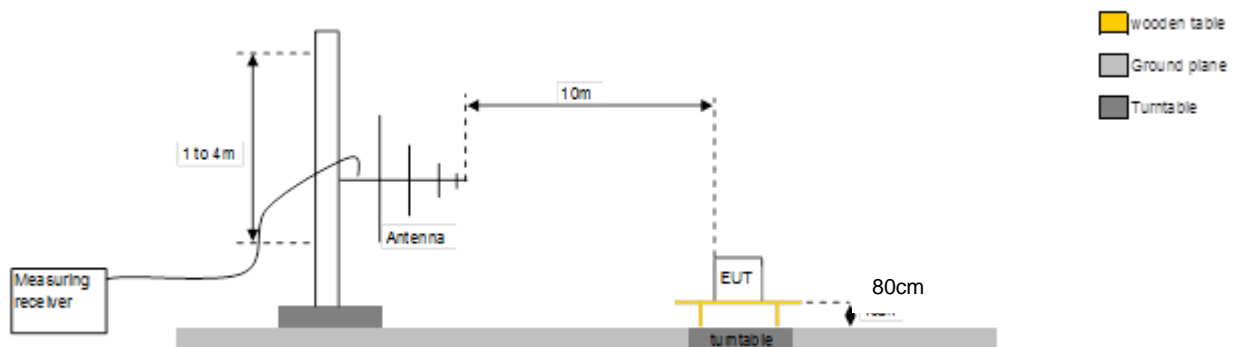 wooden table
Ground plane
Turntable
10m
1 to 4m
Antenna
Measuring
receiver
EUT
80cm
turntable